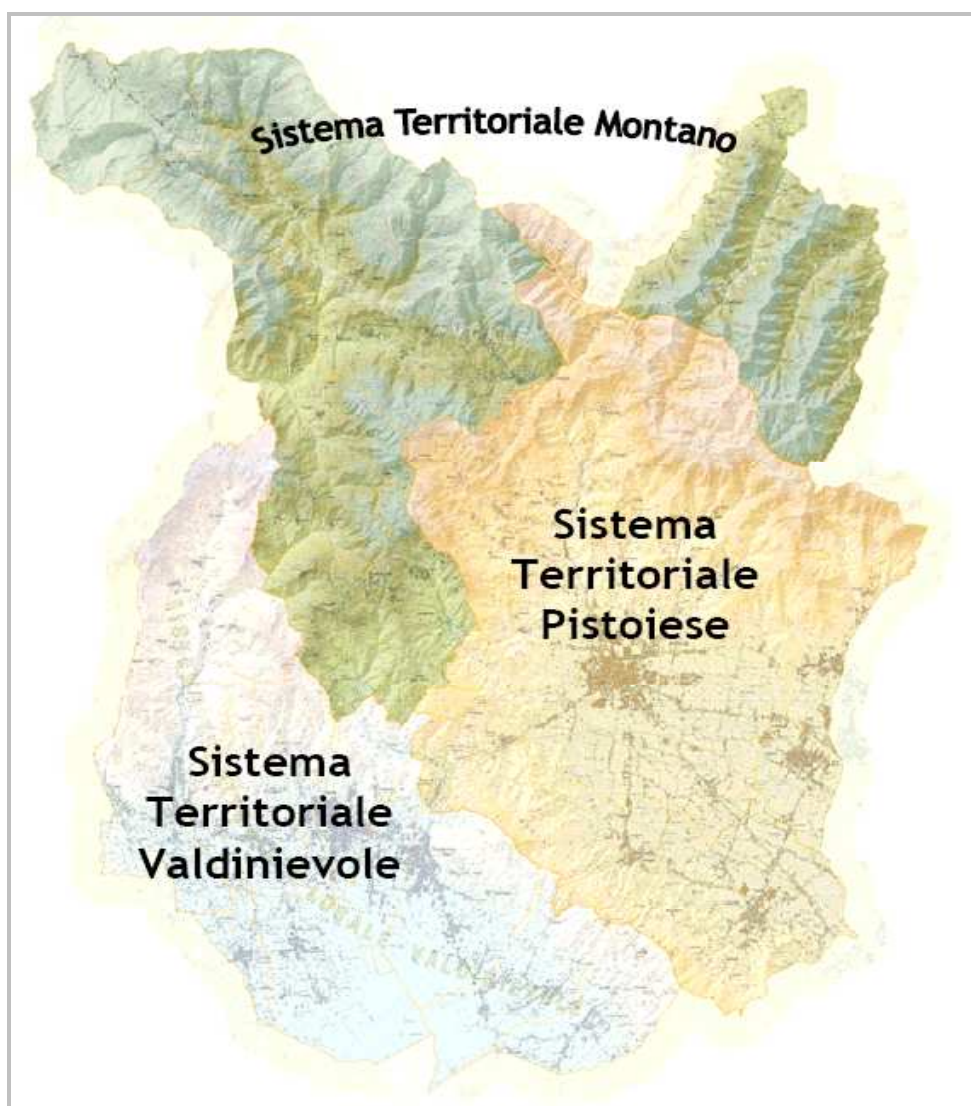 Sistema Territoriale Montano
Sistema
Territoriale
Pistoiese
Sistema
Territoriale
Valdinievole